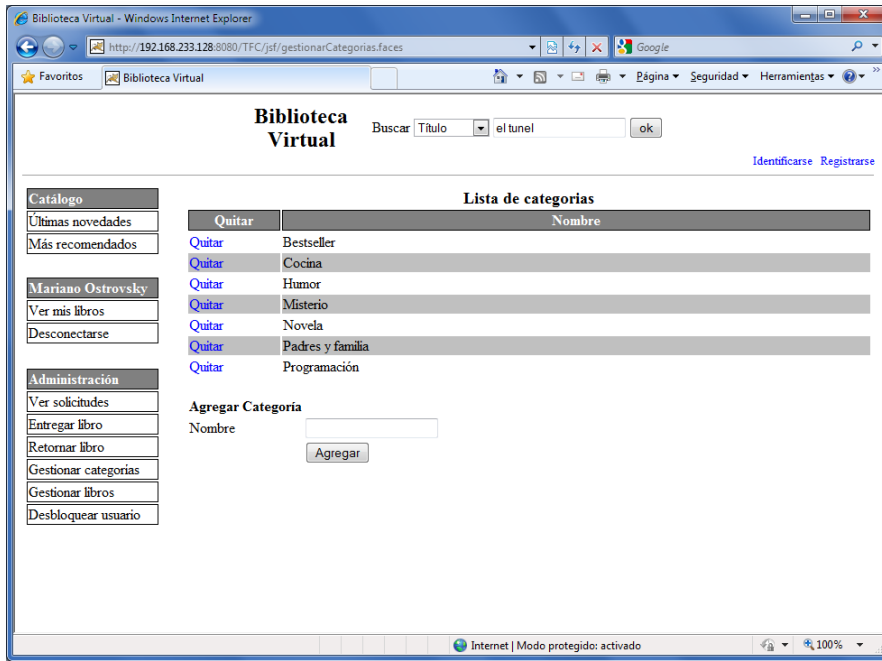 Biblioteca Virtual - Windows Internet Explorer
http://192.168.233.128:8080/TFC/jsf/gestionarCategorias.faces
Google
Favoritos
Biblioteca Virtual
Página
Seguridad
Herramientas
Biblioteca
Virtual
Buscar Título el tunel ok
Identificarse Registrarse
Catálogo
Últimas novedades
Más recomendados
Mariano Ostrovsky
Ver mis libros
Desconectarse
Administración
Ver solicitudes
Entregar libro
Retornar libro
Gestionar categorias
Gestionar libros
Desbloquear usuario
Lista de categorias
Quitar Nombre
Quitar Bestseller
Quitar Cocina
Quitar Humor
Quitar Misterio
Quitar Novela
Quitar Padres y familia
Quitar Programación
Agregar Categoría
Nombre
Agregar
Internet | Modo protegido: activado
100%